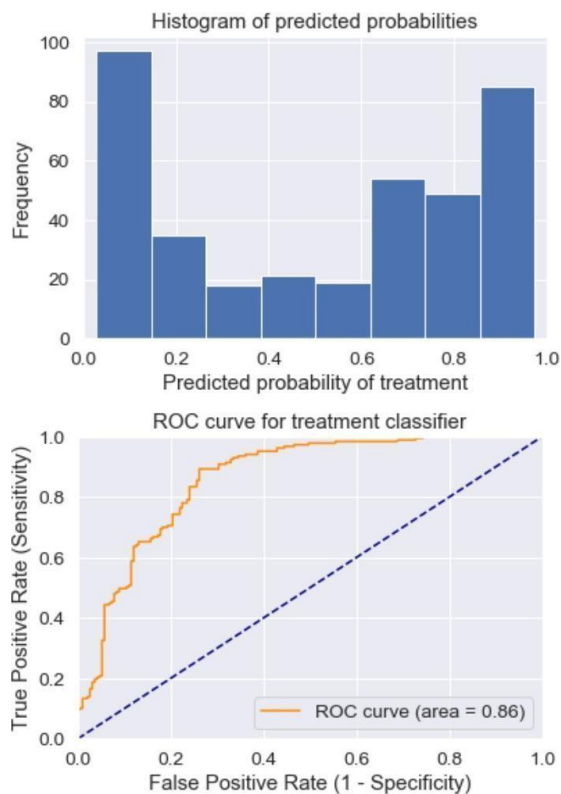 Histogram of predicted probabilities
100
80
60
40
20
0
Frequency
0.0 0.2 0.4 0.6 0.8 1.0
Predicted probability of treatment
ROC curve for treatment classifier
1.0
0.8
0.6
0.4
0.2
0.0
True Positive Rate (Sensitivity)
ROC curve (area = 0.86)
0.0 0.2 0.4 0.6 0.8 1.0
False Positive Rate (1 - Specificity)